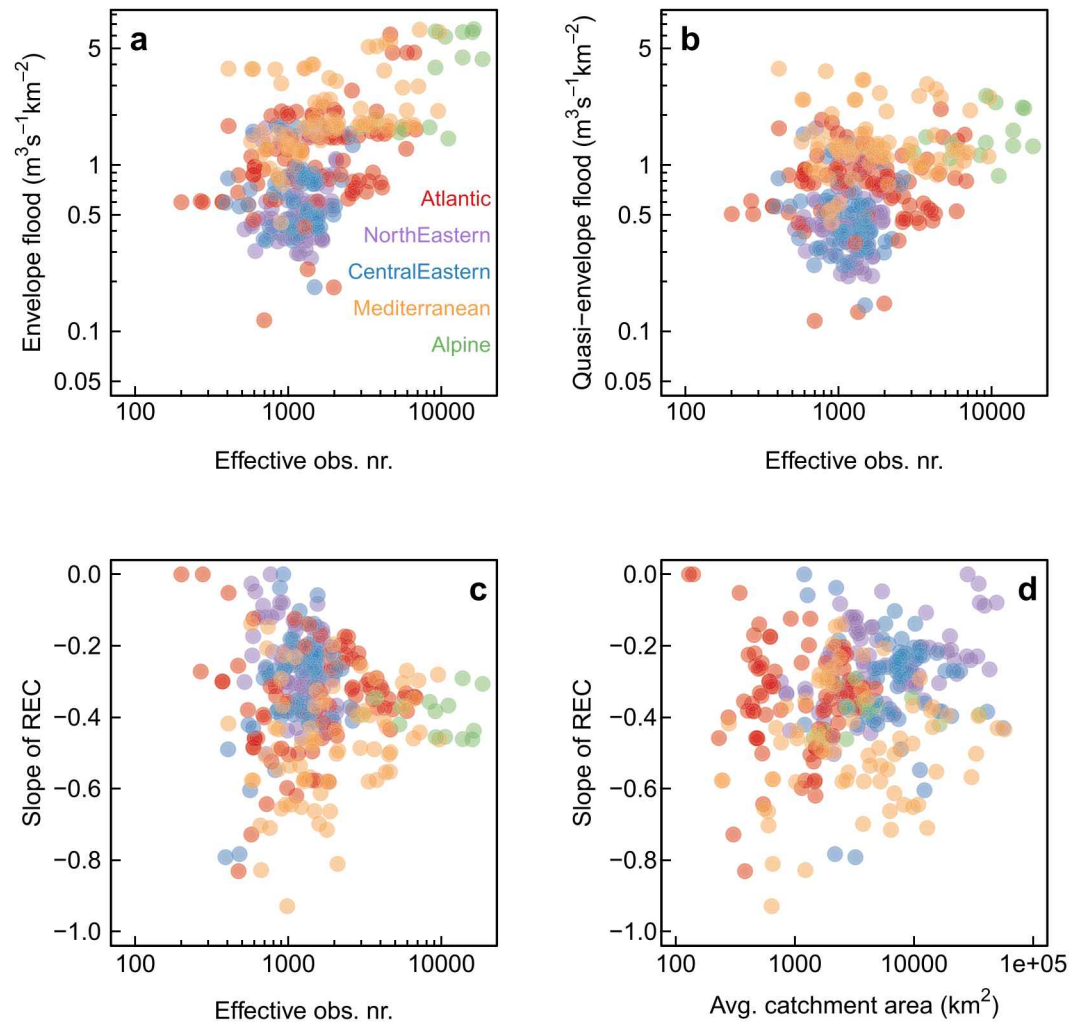 a
Envelope flood (m³s⁻¹km⁻²)
5
1
0.5
0.1
0.05
Atlantic
NorthEastern
CentralEastern
Mediterranean
Alpine
100 1000 10000
Effective obs. nr.
b
Quasi−envelope flood (m³s⁻¹km⁻²)
5
1
0.5
0.1
0.05
100 1000 10000
Effective obs. nr.
c
Slope of REC
0.0
−0.2
−0.4
−0.6
−0.8
−1.0
100 1000 10000
Effective obs. nr.
d
Slope of REC
0.0
−0.2
−0.4
−0.6
−0.8
−1.0
100 1000 10000 1e+05
Avg. catchment area (km²)